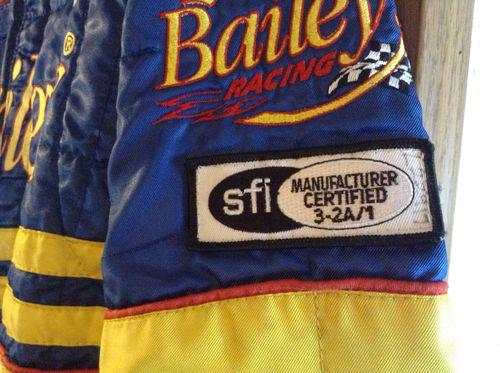 Bailey
RACING
®
sfi
MANUFACTURER
CERTIFIED
3-2A/1